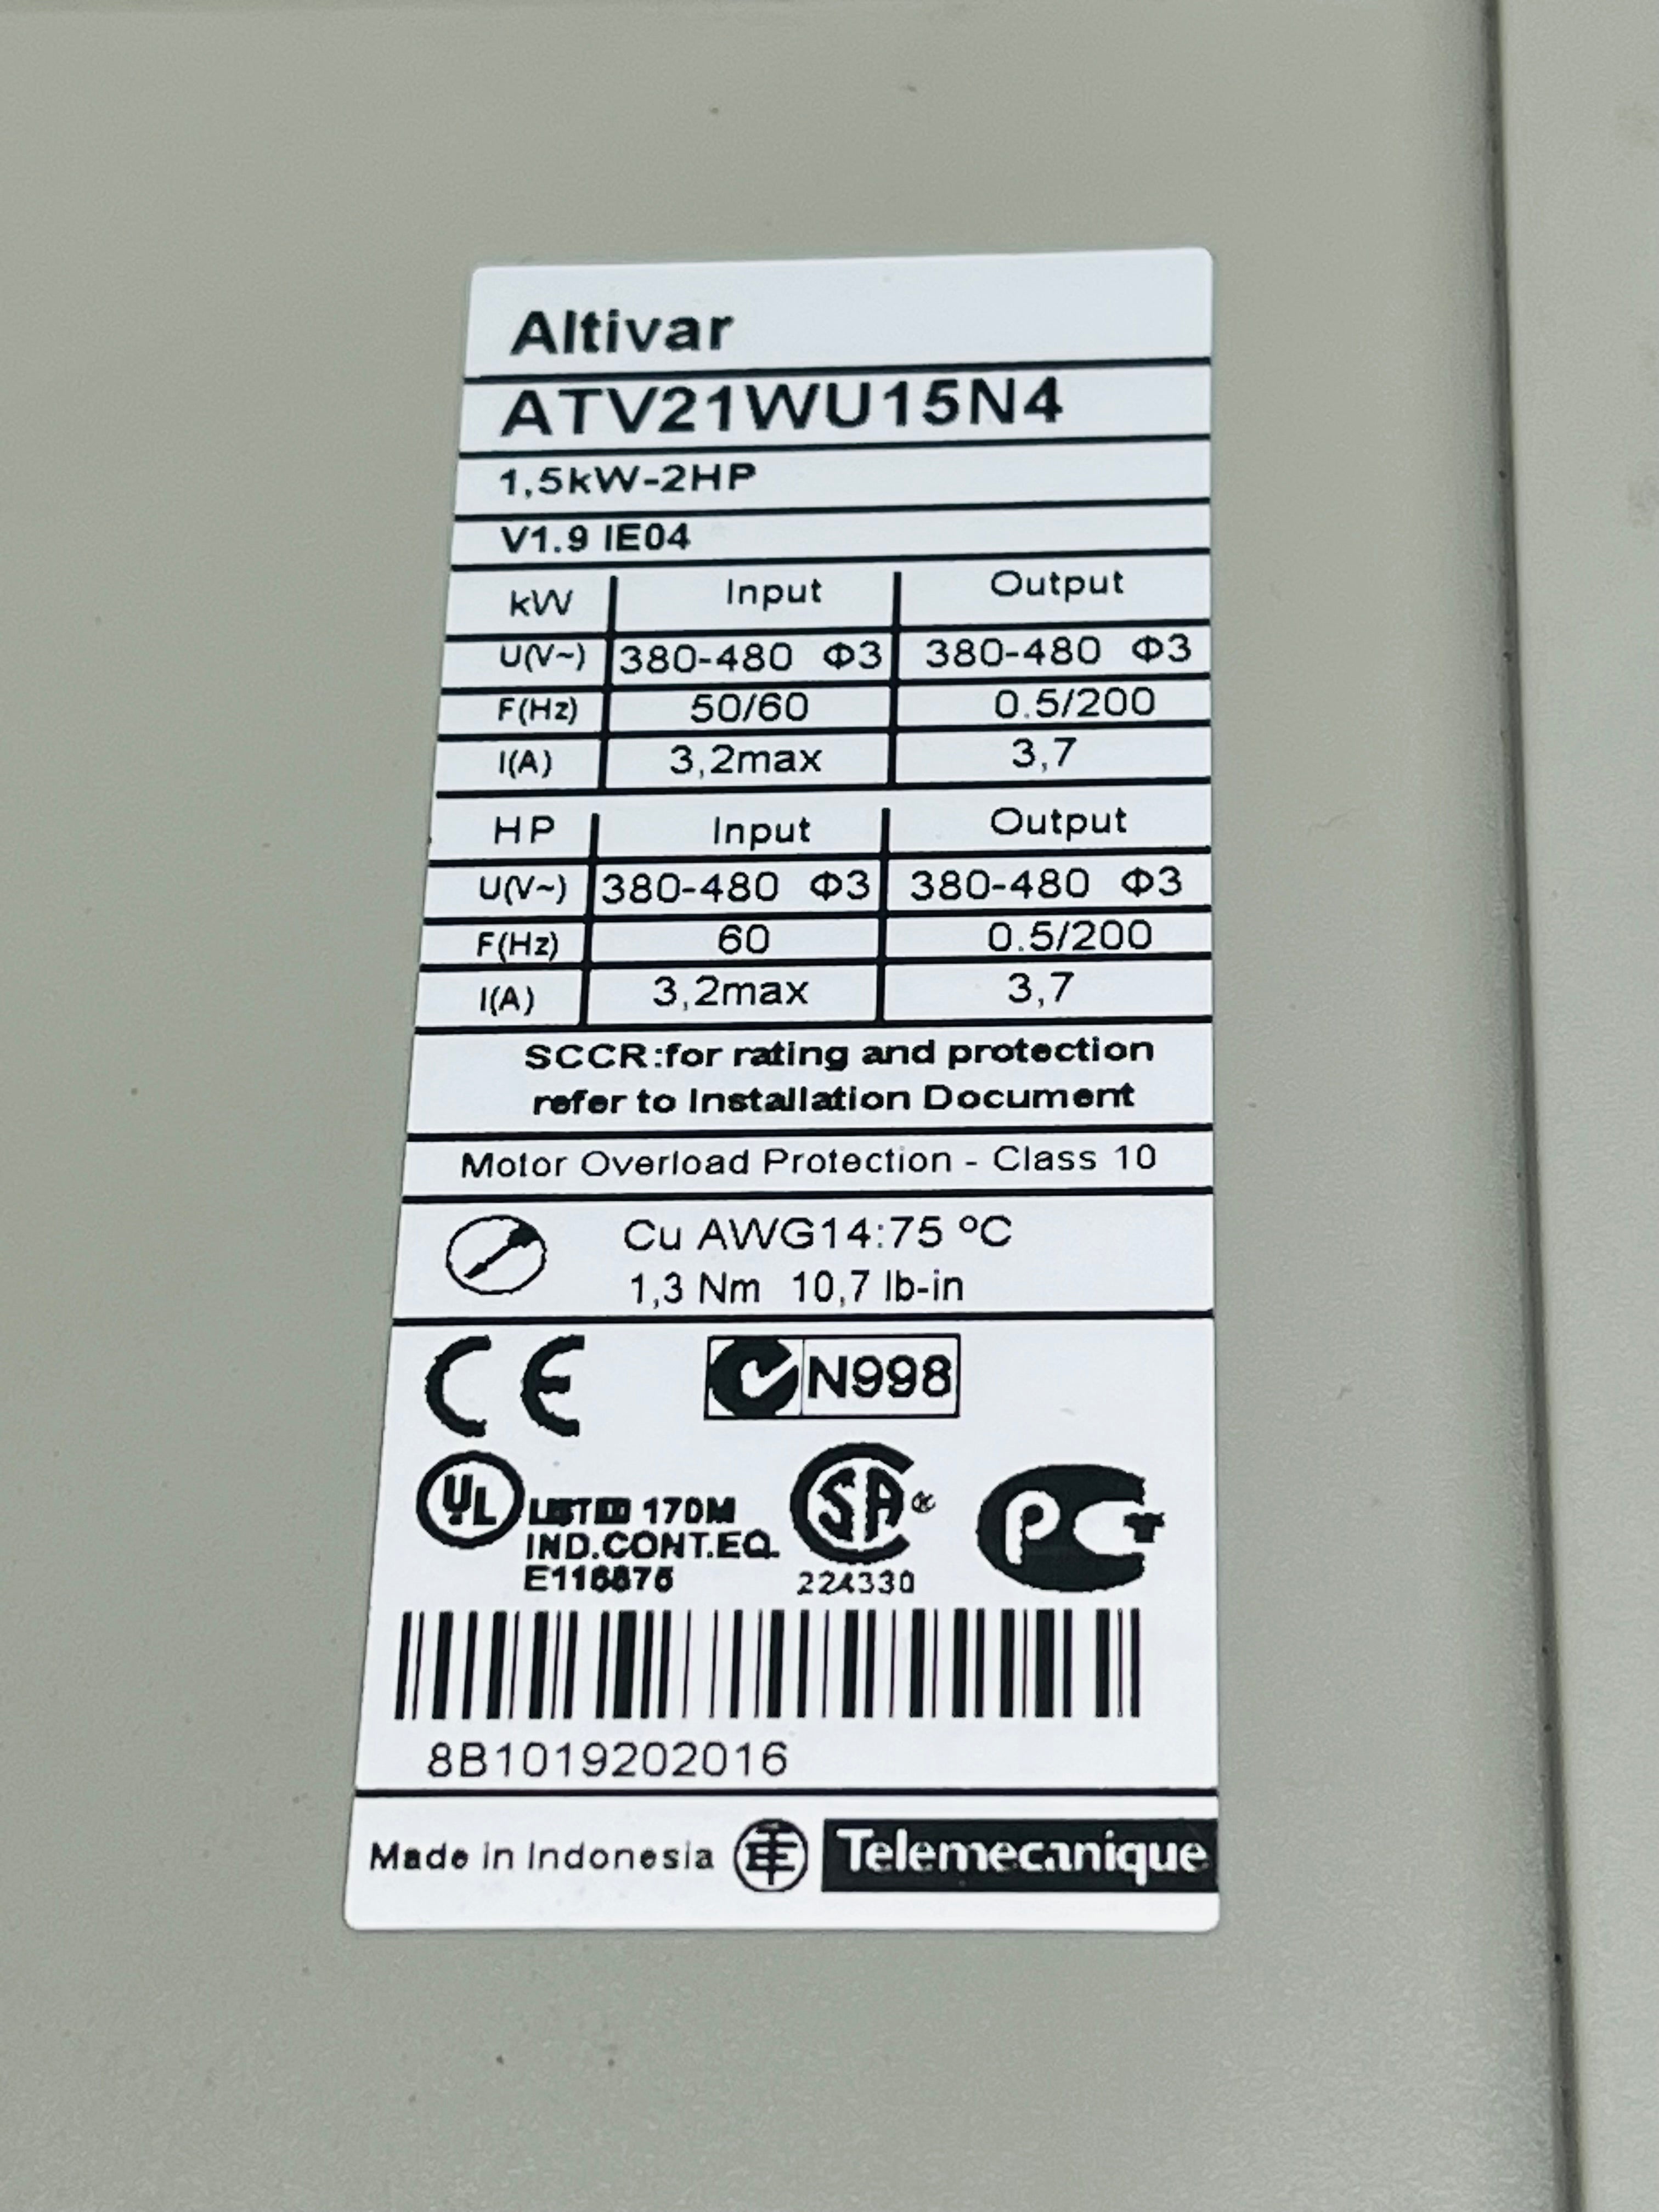 Altivar
ATV21WU15N4
1,5kW-2HP
V1.9 IE04
kW Input Output
U(V~) 380-480 Φ3 380-480 Φ3
F(Hz) 50/60 0.5/200
I(A) 3,2max 3,7
HP Input Output
U(V~) 380-480 Φ3 380-480 Φ3
F(Hz) 60 0.5/200
I(A) 3,2max 3,7
SCCR:for rating and protection
refer to Installation Document
Motor Overload Protection - Class 10
Cu AWG14:75 ºC
1,3 Nm 10,7 lb-in
CE N998
UL LISTED 170M
IND.CONT.EQ.
SA®
224330
PCT
8B1019202016
Made in Indonesia TE Telemecanique